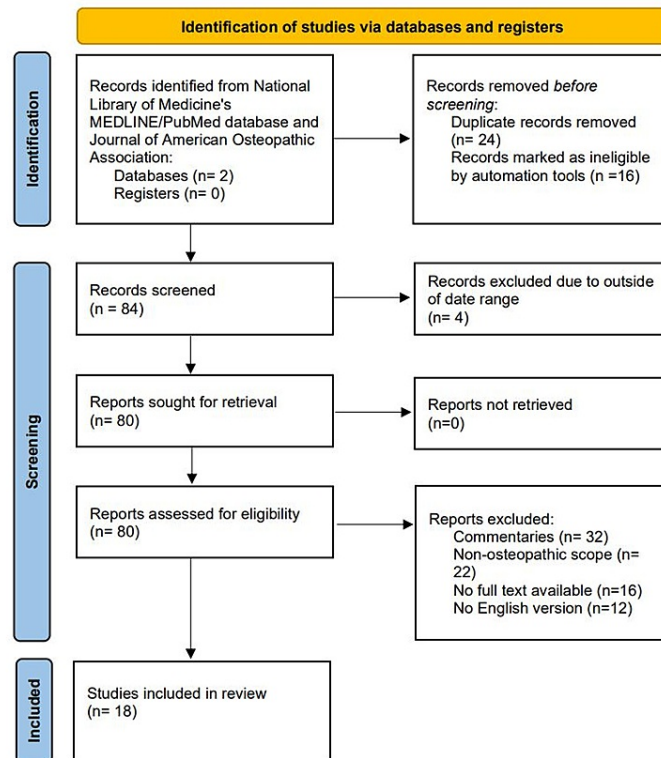 Identification of studies via databases and registers
Identification
Records identified from National
Library of Medicine's
MEDLINE/PubMed database and
Journal of American Osteopathic
Association:
Databases (n= 2)
Registers (n= 0)
Records removed before
screening:
Duplicate records removed
(n= 24)
Records marked as ineligible
by automation tools (n =16)
Screening
Records screened
(n = 84)
Records excluded due to outside
of date range
(n= 4)
Reports sought for retrieval
(n= 80)
Reports not retrieved
(n=0)
Reports assessed for eligibility
(n= 80)
Reports excluded:
Commentaries (n= 32)
Non-osteopathic scope (n=
22)
No full text available (n=16)
No English version (n=12)
Included
Studies included in review
(n= 18)